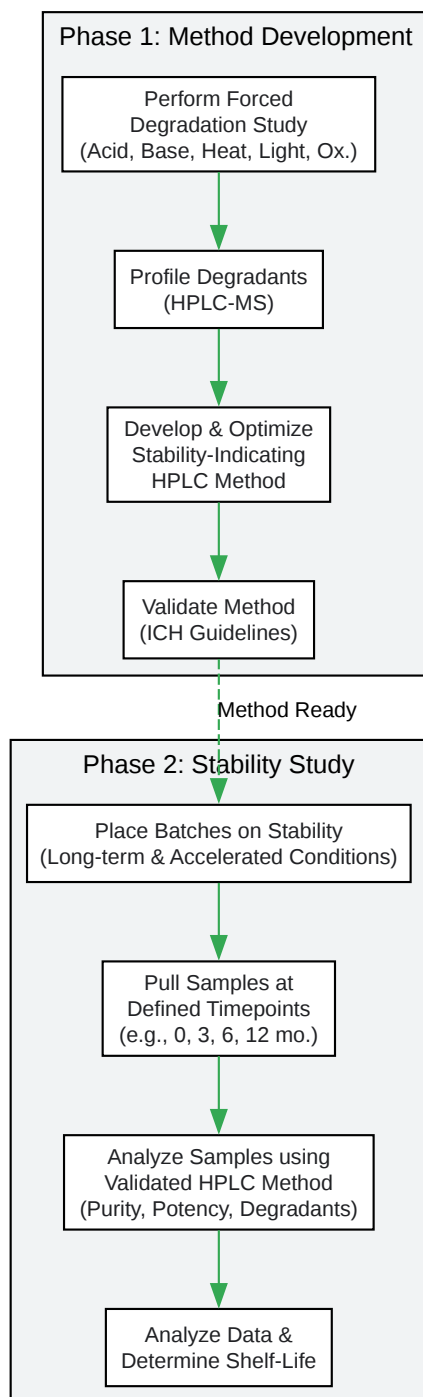 Phase 1: Method Development
Perform Forced
Degradation Study
(Acid, Base, Heat, Light, Ox.)
Profile Degradants
(HPLC-MS)
Develop & Optimize
Stability-Indicating
HPLC Method
Validate Method
(ICH Guidelines)
Method Ready
Phase 2: Stability Study
Place Batches on Stability
(Long-term & Accelerated Conditions)
Pull Samples at
Defined Timepoints
(e.g., 0, 3, 6, 12 mo.)
Analyze Samples using
Validated HPLC Method
(Purity, Potency, Degradants)
Analyze Data &
Determine Shelf-Life